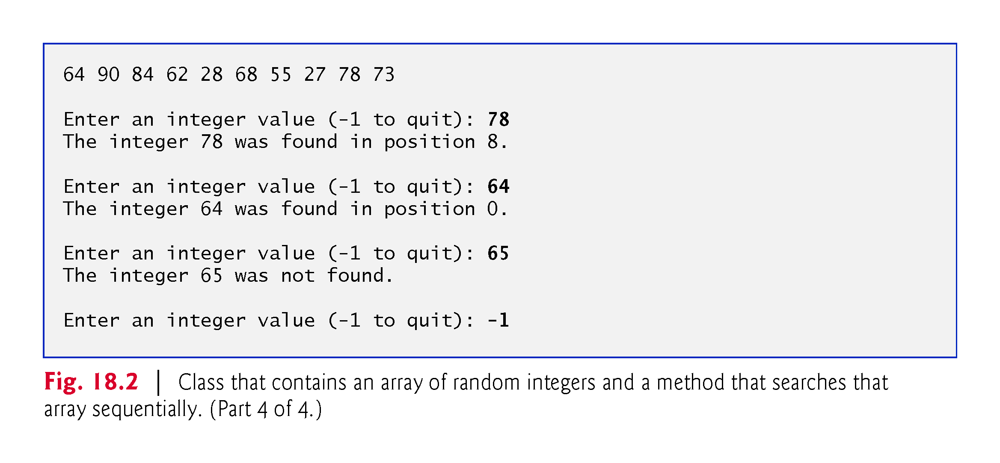 64 90 84 62 28 68 55 27 78 73
Enter an integer value (-1 to quit): 78
The integer 78 was found in position 8.
Enter an integer value (-1 to quit): 64
The integer 64 was found in position 0.
Enter an integer value (-1 to quit): 65
The integer 65 was not found.
Enter an integer value (-1 to quit): -1
Fig. 18.2 | Class that contains an array of random integers and a method that searches that
array sequentially. (Part 4 of 4.)